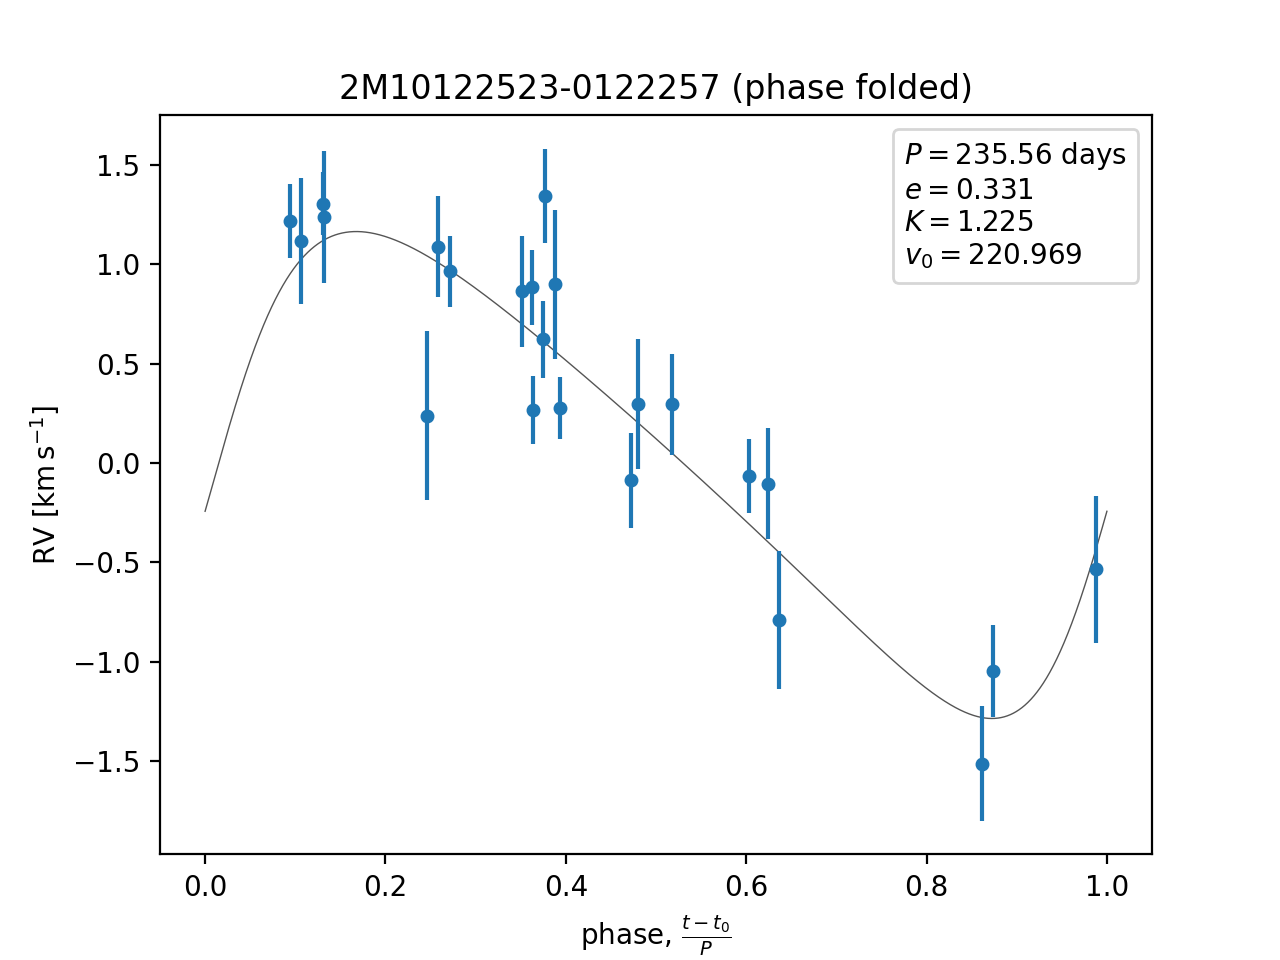 2M10122523-0122257 (phase folded)
P = 235.56 days
e = 0.331
K = 1.225
v₀ = 220.969
1.5
1.0
0.5
0.0
−0.5
−1.0
−1.5
RV [km s⁻¹]
0.0 0.2 0.4 0.6 0.8 1.0
phase, (t − t₀)/P